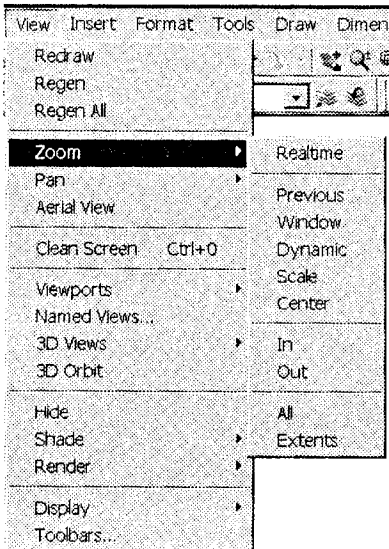 View Insert Format Tools Draw Dimen
Redraw
Regen
Regen All
Zoom
Pan
Aerial View
Clean Screen Ctrl+0
Viewports
Named Views...
3D Views
3D Orbit
Hide
Shade
Render
Display
Toolbars...
Realtime
Previous
Window
Dynamic
Scale
Center
In
Out
All
Extents